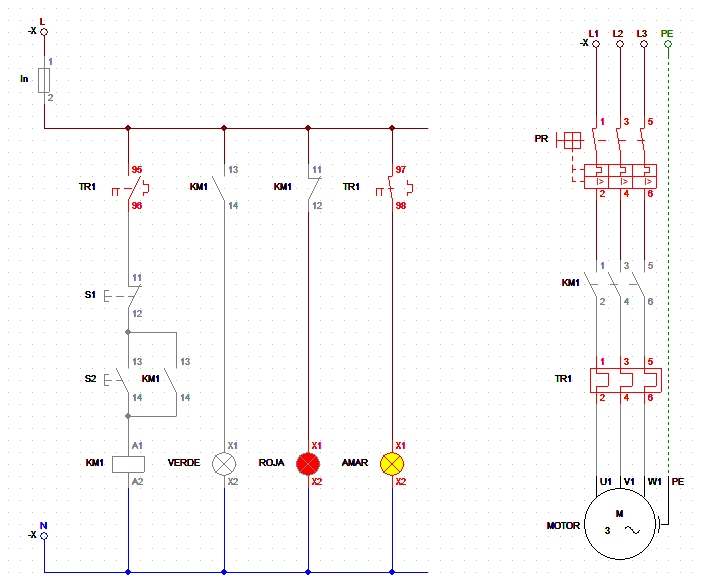 L
-X
In
1
2
95
TR1
96
13
KM1
14
11
KM1
12
97
TR1
98
S1
11
12
S2
13
14
KM1
13
14
KM1
A1
A2
VERDE
X1
X2
ROJA
X1
X2
AMAR
X1
X2
N
-X
L1 L2 L3 PE
-X
PR
1 3 5
I> I> I>
2 4 6
KM1
1 3 5
2 4 6
TR1
1 3 5
2 4 6
U1 V1 W1 PE
MOTOR
M
3